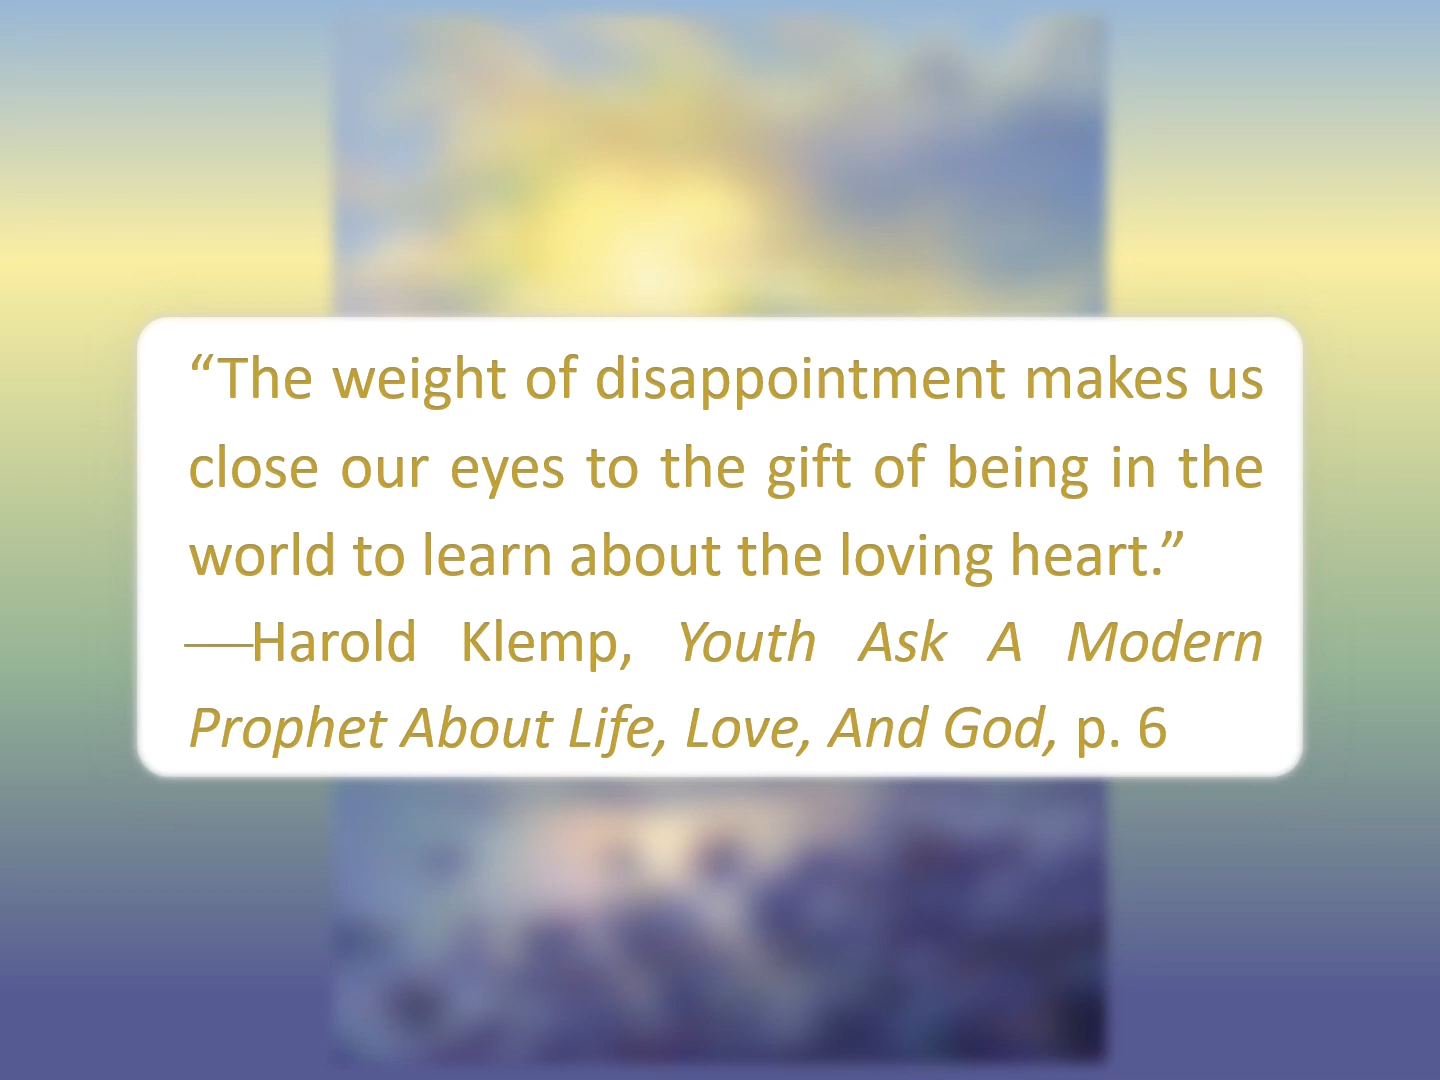 “The weight of disappointment makes us
close our eyes to the gift of being in the
world to learn about the loving heart.”
—Harold Klemp, Youth Ask A Modern
Prophet About Life, Love, And God, p. 6